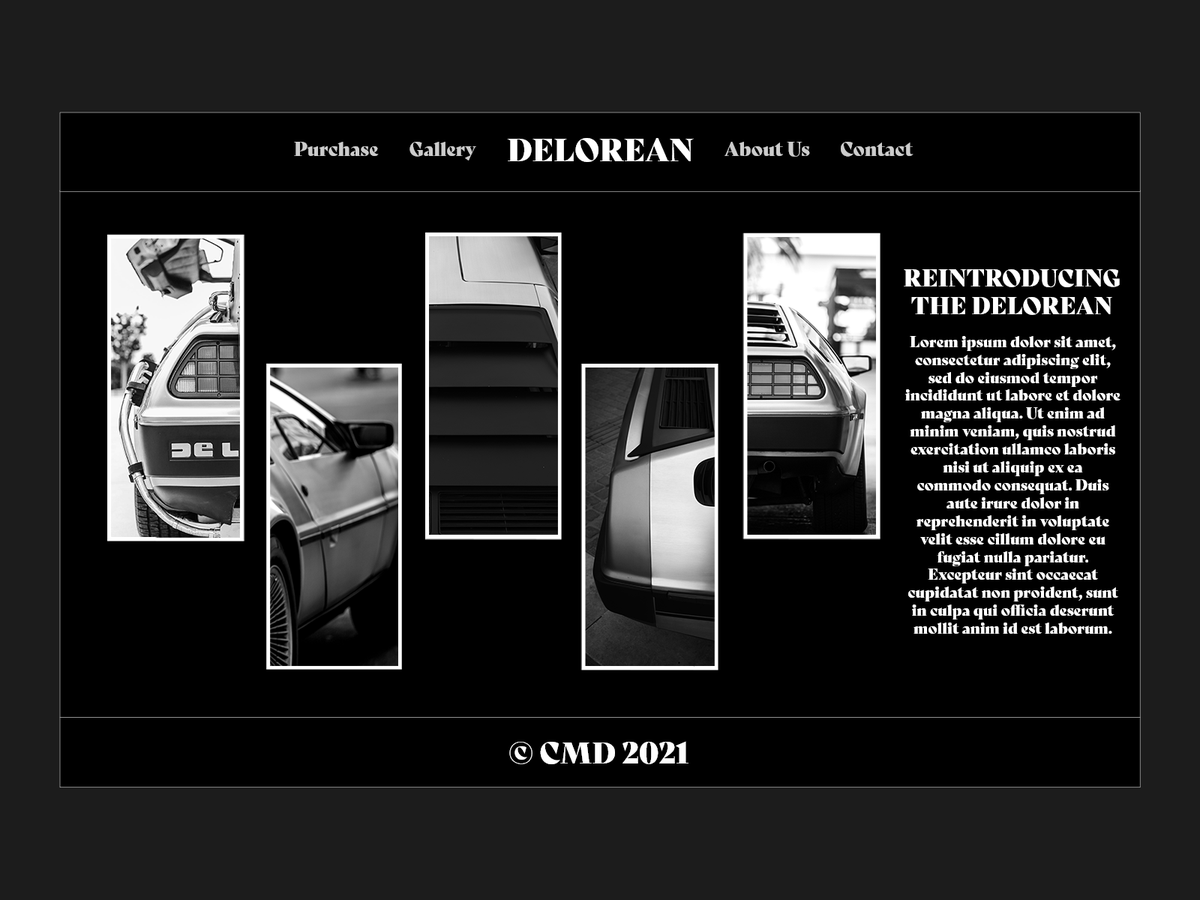 Purchase Gallery DELOREAN About Us Contact
REINTRODUCING
THE DELOREAN
Lorem ipsum dolor sit amet,
consectetur adipiscing elit,
sed do eiusmod tempor
incididunt ut labore et dolore
magna aliqua. Ut enim ad
minim veniam, quis nostrud
exercitation ullamco laboris
nisi ut aliquip ex ea
commodo consequat. Duis
aute irure dolor in
reprehenderit in voluptate
velit esse cillum dolore eu
fugiat nulla pariatur.
Excepteur sint occaecat
cupidatat non proident, sunt
in culpa qui officia deserunt
mollit anim id est laborum.
DE L
© CMD 2021